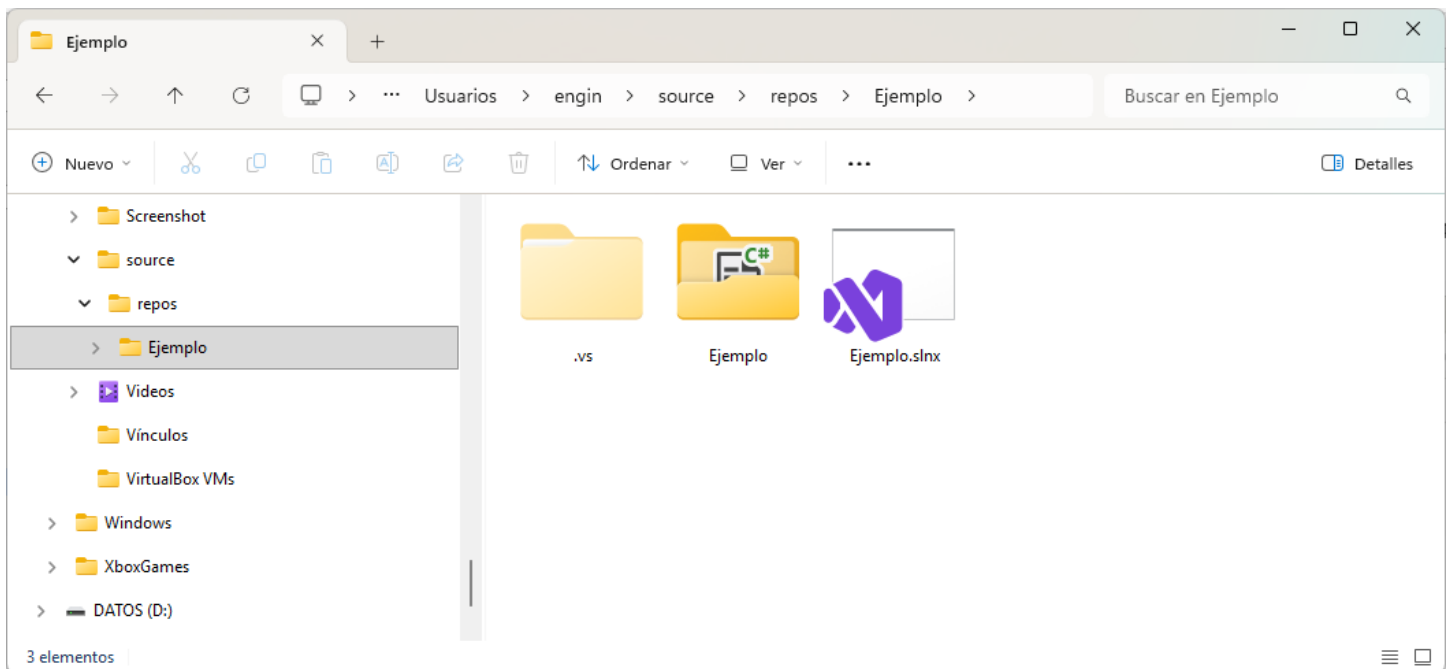 Ejemplo
Usuarios > engin > source > repos > Ejemplo >
Buscar en Ejemplo
Nuevo
Ordenar
Ver
Detalles
Screenshot
source
repos
Ejemplo
Videos
Vínculos
VirtualBox VMs
Windows
XboxGames
DATOS (D:)
C#
.vs
Ejemplo
Ejemplo.slnx
3 elementos